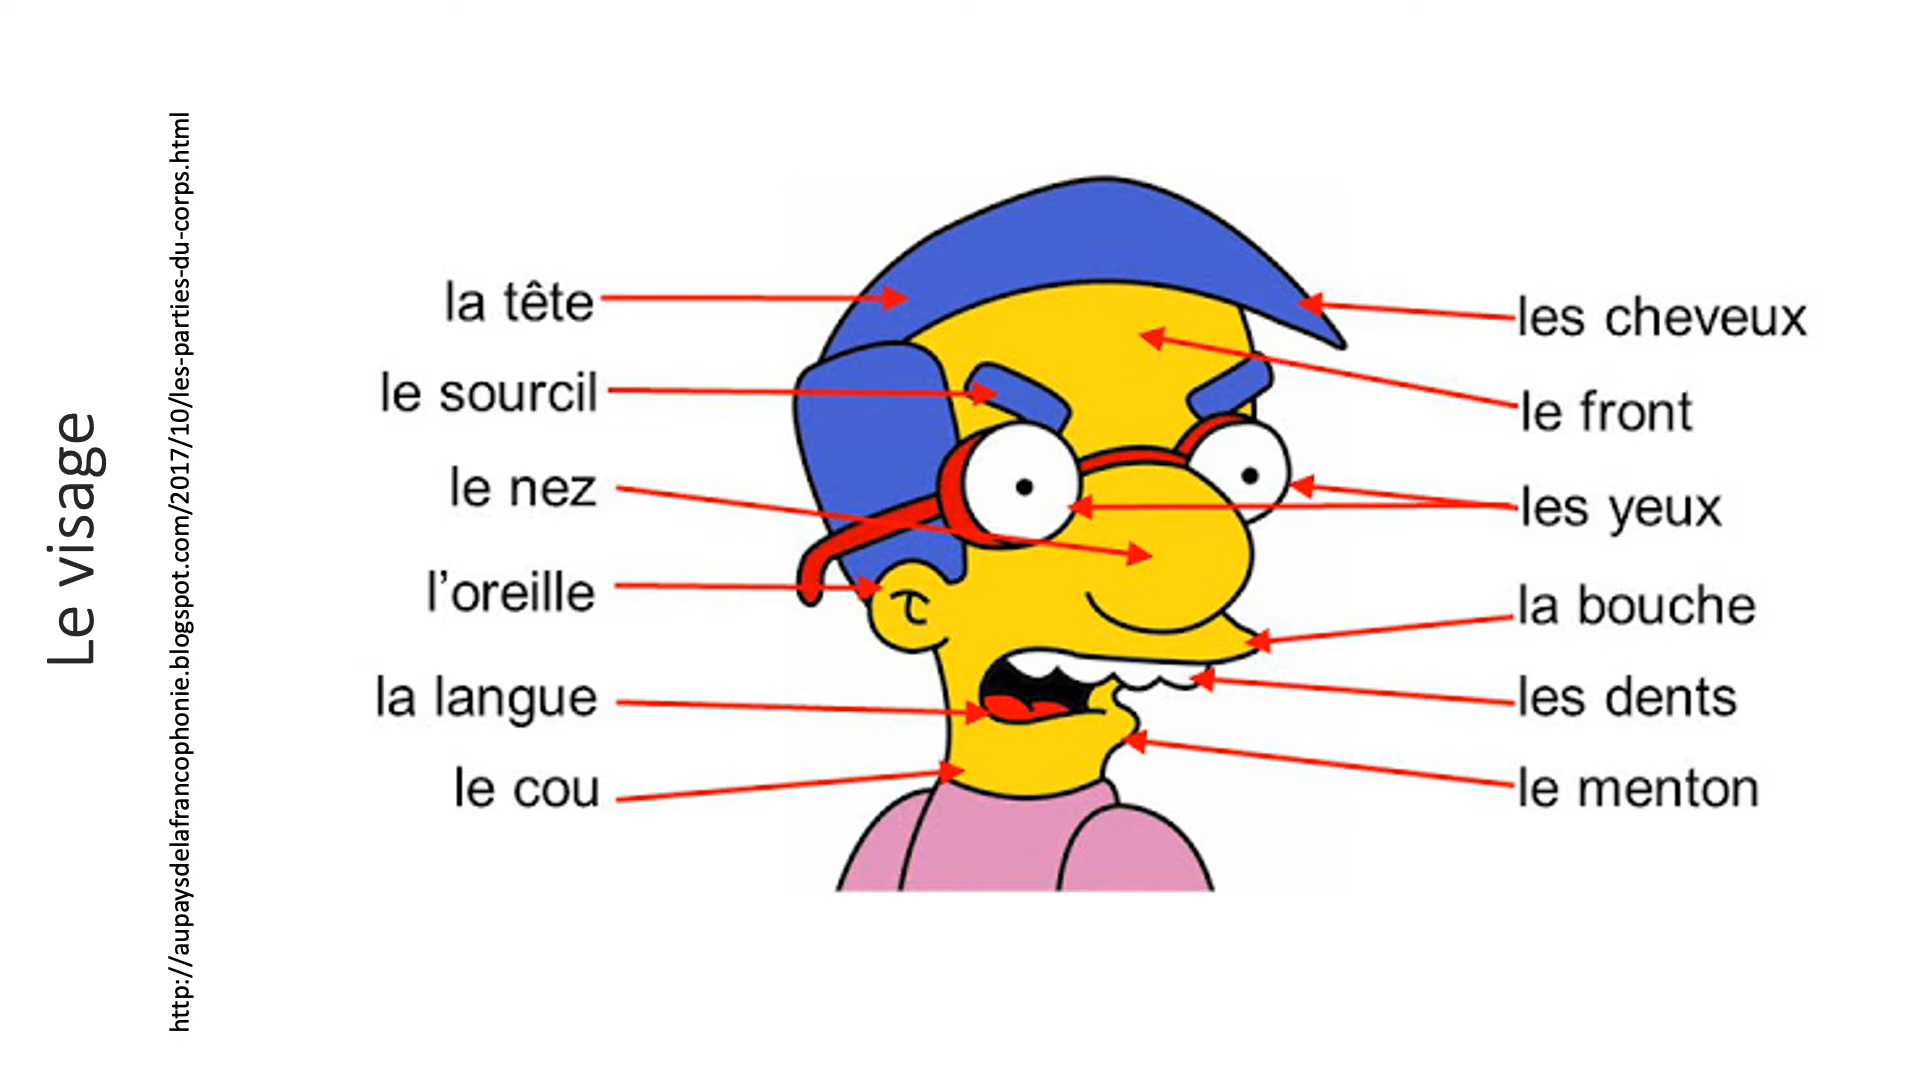 Le visage
http://aupaysdelafrancophonie.blogspot.com/2017/10/les-parties-du-corps.html
la tête
le sourcil
le nez
l’oreille
la langue
le cou
les cheveux
le front
les yeux
la bouche
les dents
le menton